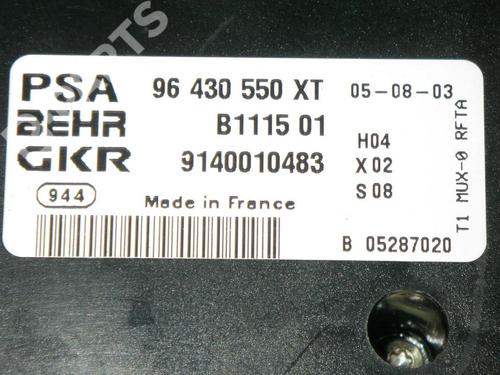 PSA 96 430 550 XT 05-08-03
BEHR B1115 01 H04
GKR 9140010483 X02
S08
944 Made in France
B 05287020
T1 MUX-0 RFTA
PARTS